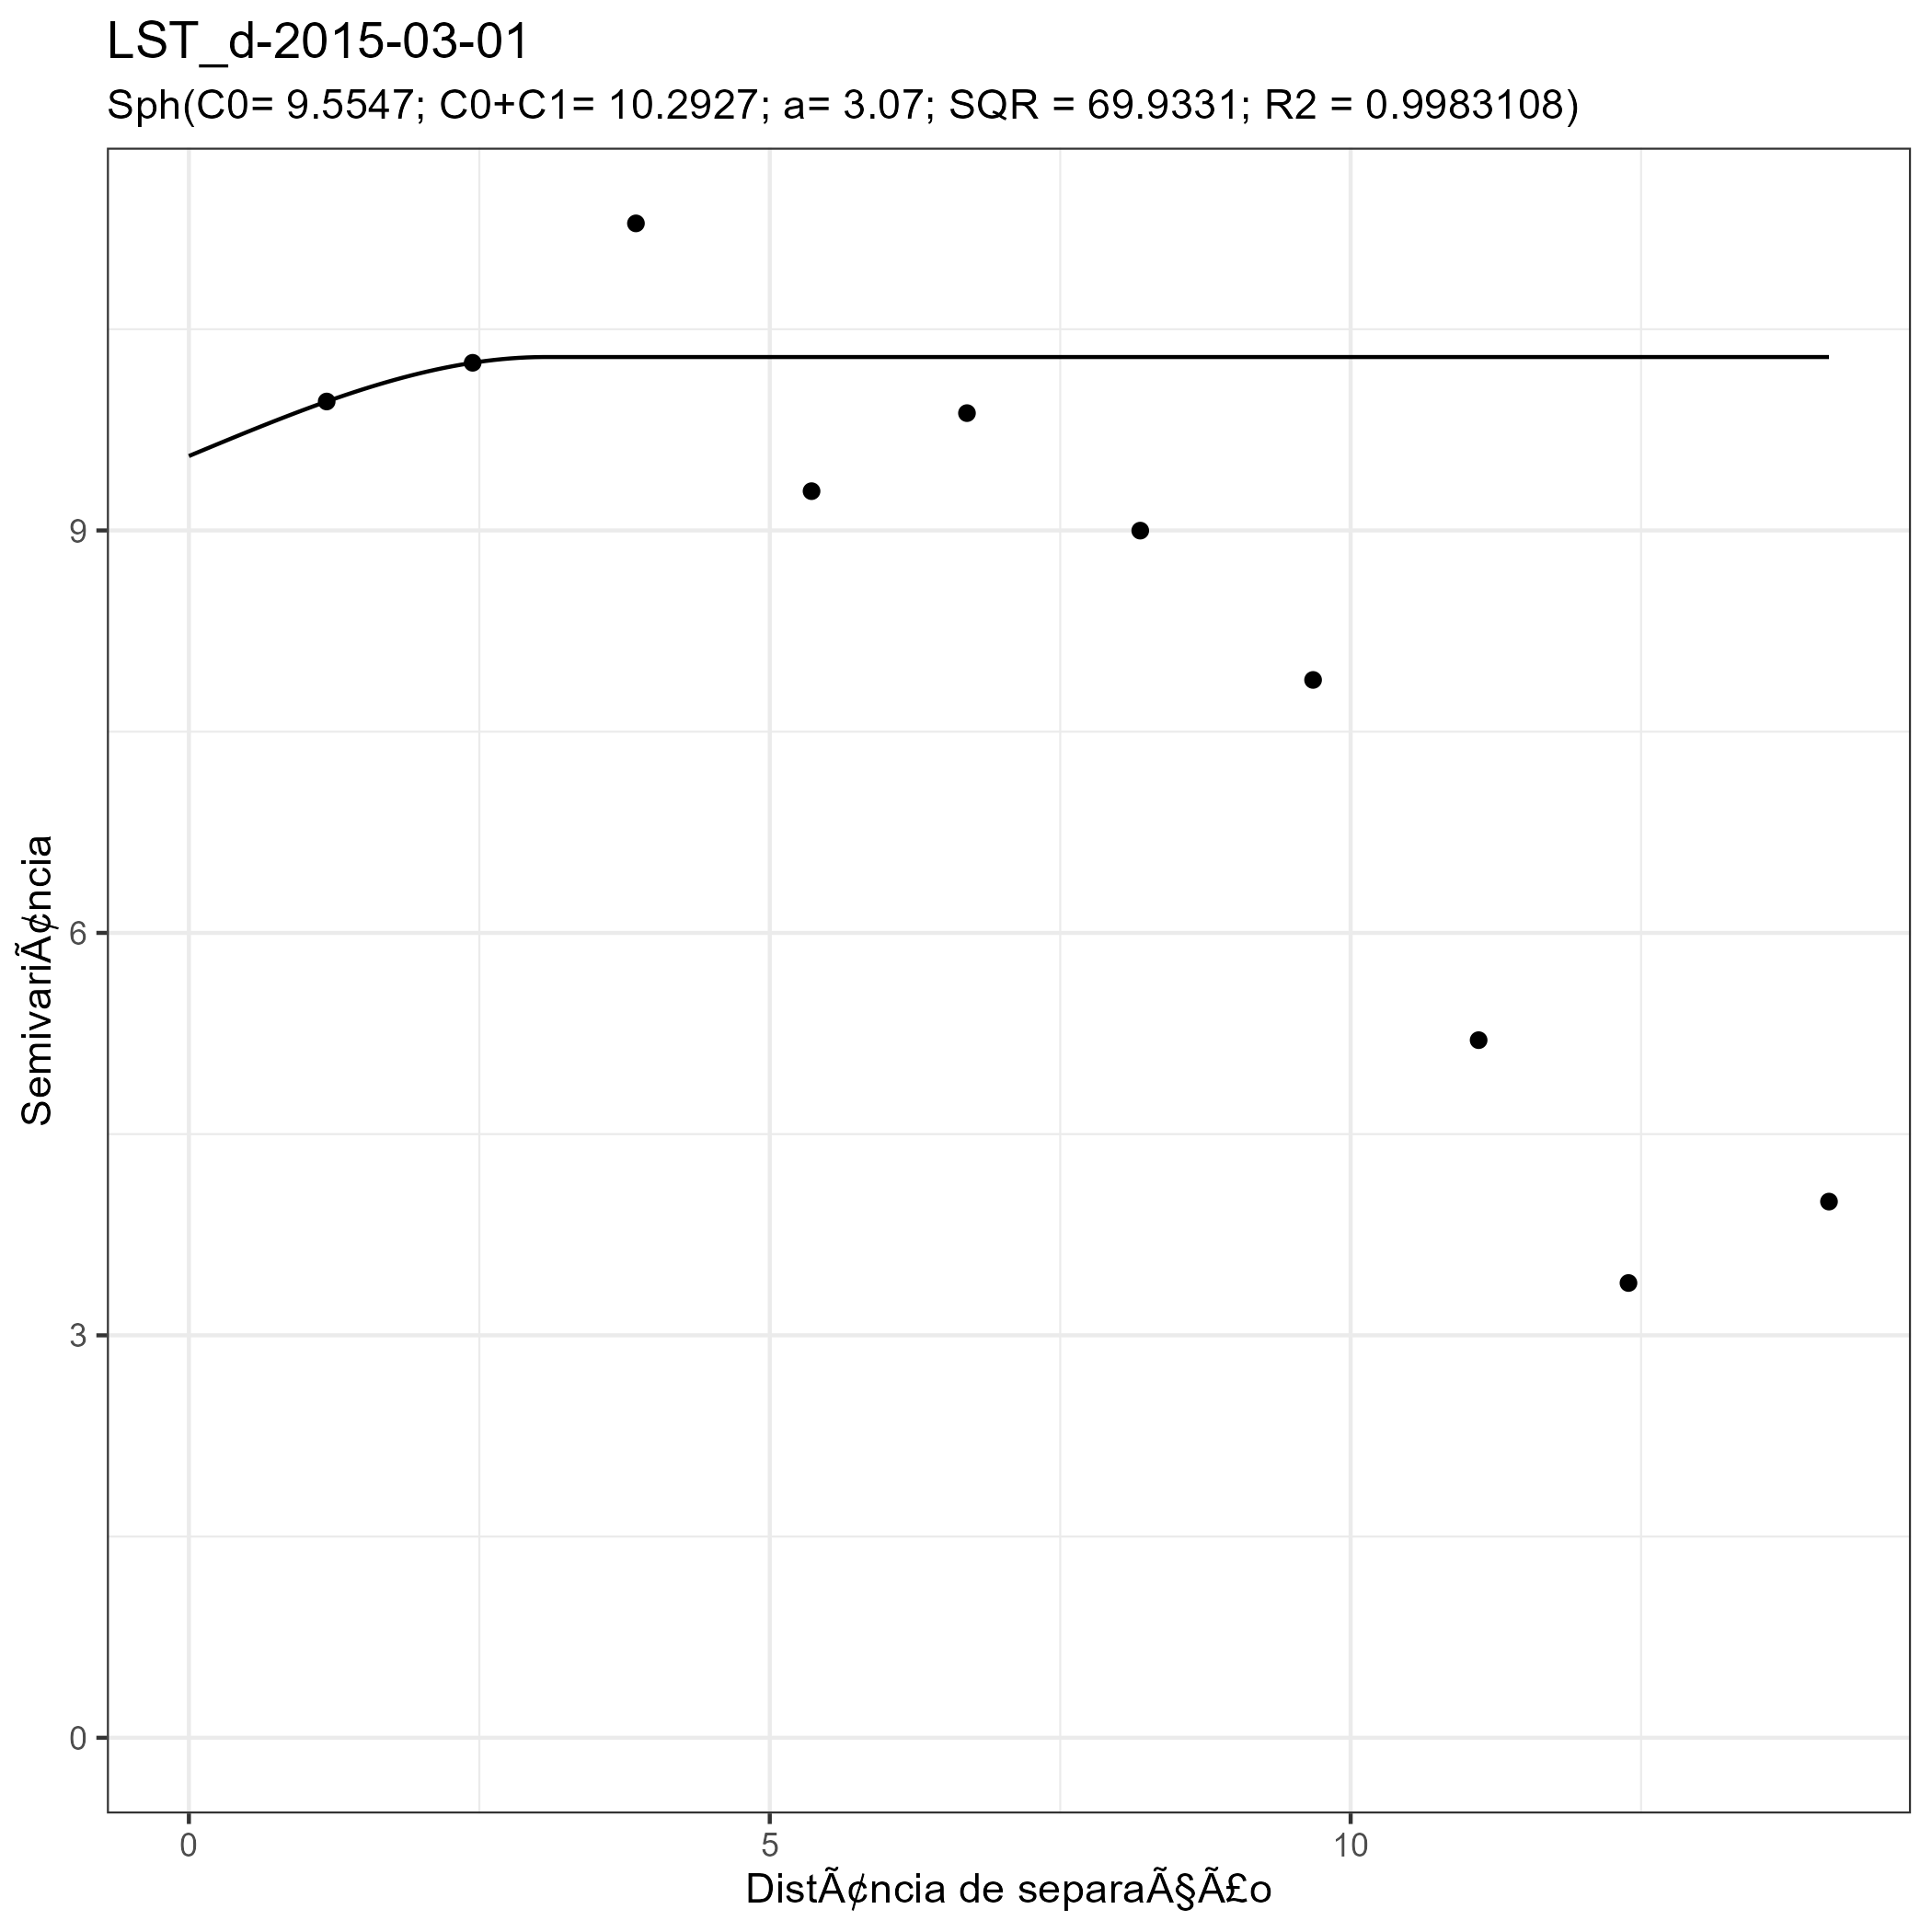 LST_d-2015-03-01
Sph(C0= 9.5547; C0+C1= 10.2927; a= 3.07; SQR = 69.9331; R2 = 0.9983108)
SemivariÃ¢ncia
9
6
3
0
0
5
10
DistÃ¢ncia de separaÃ§Ã£o